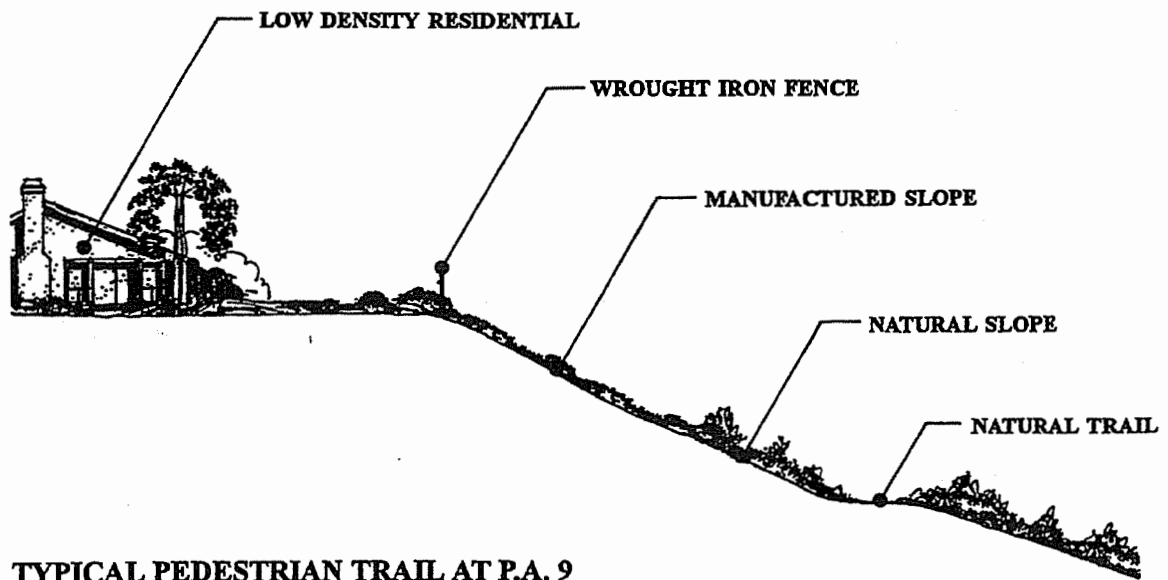 LOW DENSITY RESIDENTIAL
WROUGHT IRON FENCE
MANUFACTURED SLOPE
NATURAL SLOPE
NATURAL TRAIL
TYPICAL PEDESTRIAN TRAIL AT P.A. 9